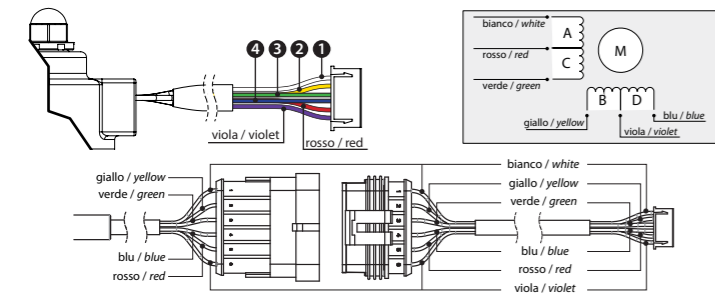 4 3 2 1
viola / violet
rosso / red
bianco / white
A
rosso / red
M
C
verde / green
B D
giallo / yellow
blu / blue
viola / violet
bianco / white
giallo / yellow
giallo / yellow
verde / green
verde / green
blu / blue
blu / blue
rosso / red
rosso / red
viola / violet